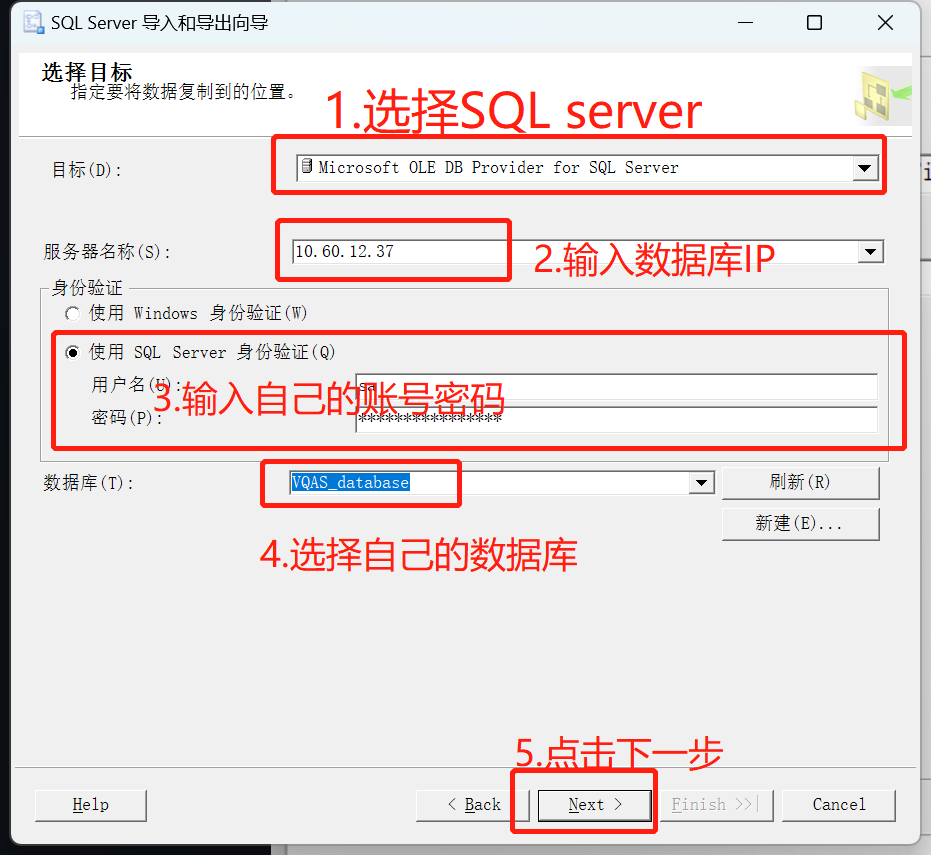 SQL Server 导入和导出向导
选择目标
指定要将数据复制到的位置。
1.选择SQL server
目标(D):
Microsoft OLE DB Provider for SQL Server
服务器名称(S):
10.60.12.37
2.输入数据库IP
身份验证
使用 Windows 身份验证(W)
使用 SQL Server 身份验证(Q)
用户名(U):
sa
3.输入自己的账号密码
密码(P):
****************
数据库(T):
VQAS_database
刷新(R)
新建(E)...
4.选择自己的数据库
5.点击下一步
Help
< Back
Next >
Finish >>|
Cancel